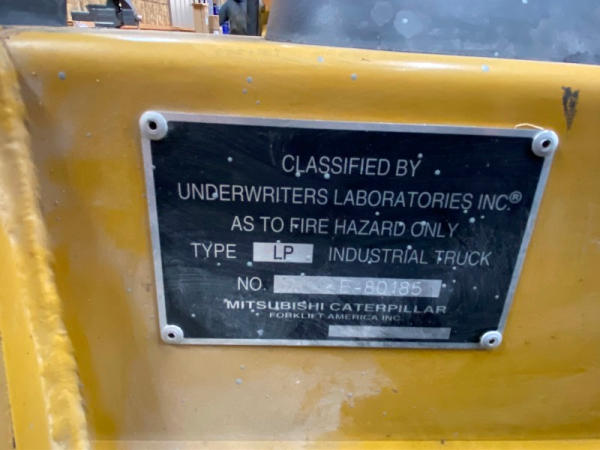 CLASSIFIED BY
UNDERWRITERS LABORATORIES INC.®
AS TO FIRE HAZARD ONLY
TYPE LP INDUSTRIAL TRUCK
NO. E-80185
MITSUBISHI CATERPILLAR
FORKLIFT AMERICA INC.